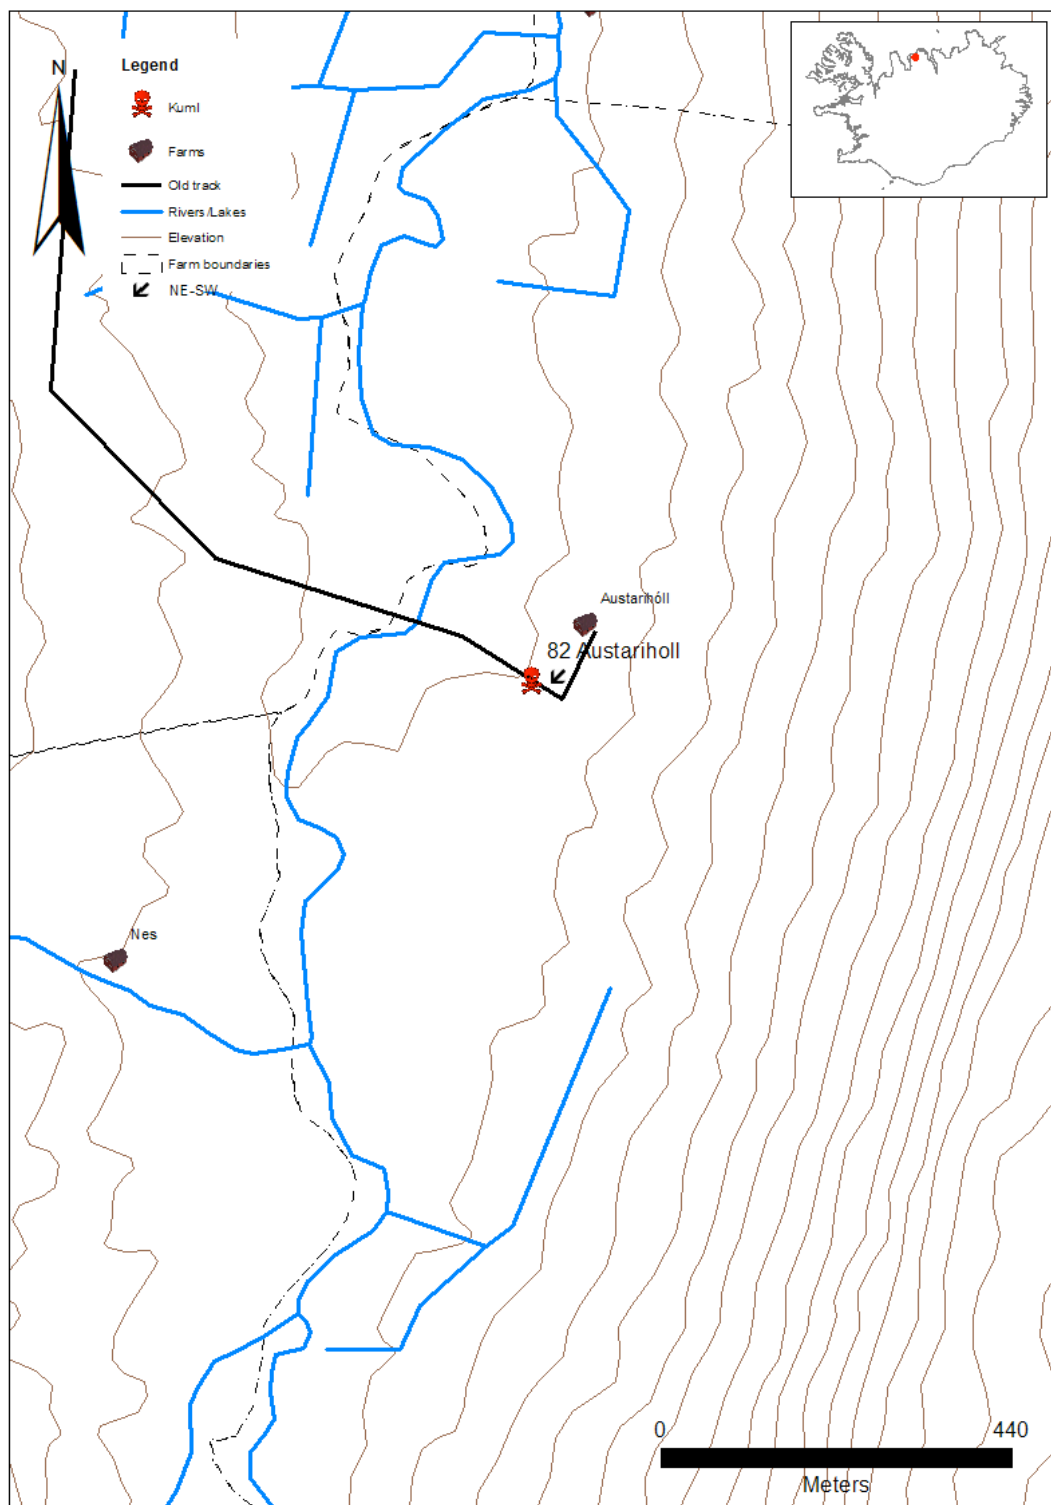 N
Legend
Kuml
Farms
Old track
Rivers/Lakes
Elevation
Farm boundaries
NE-SW
Austarihóll
82 Austariholl
Nes
0 440
Meters